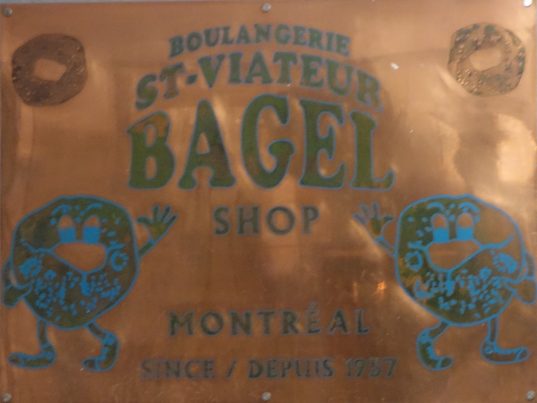 BOULANGERIE
ST-VIATEUR
BAGEL
SHOP
MONTRÉAL
SINCE / DEPUIS 1957